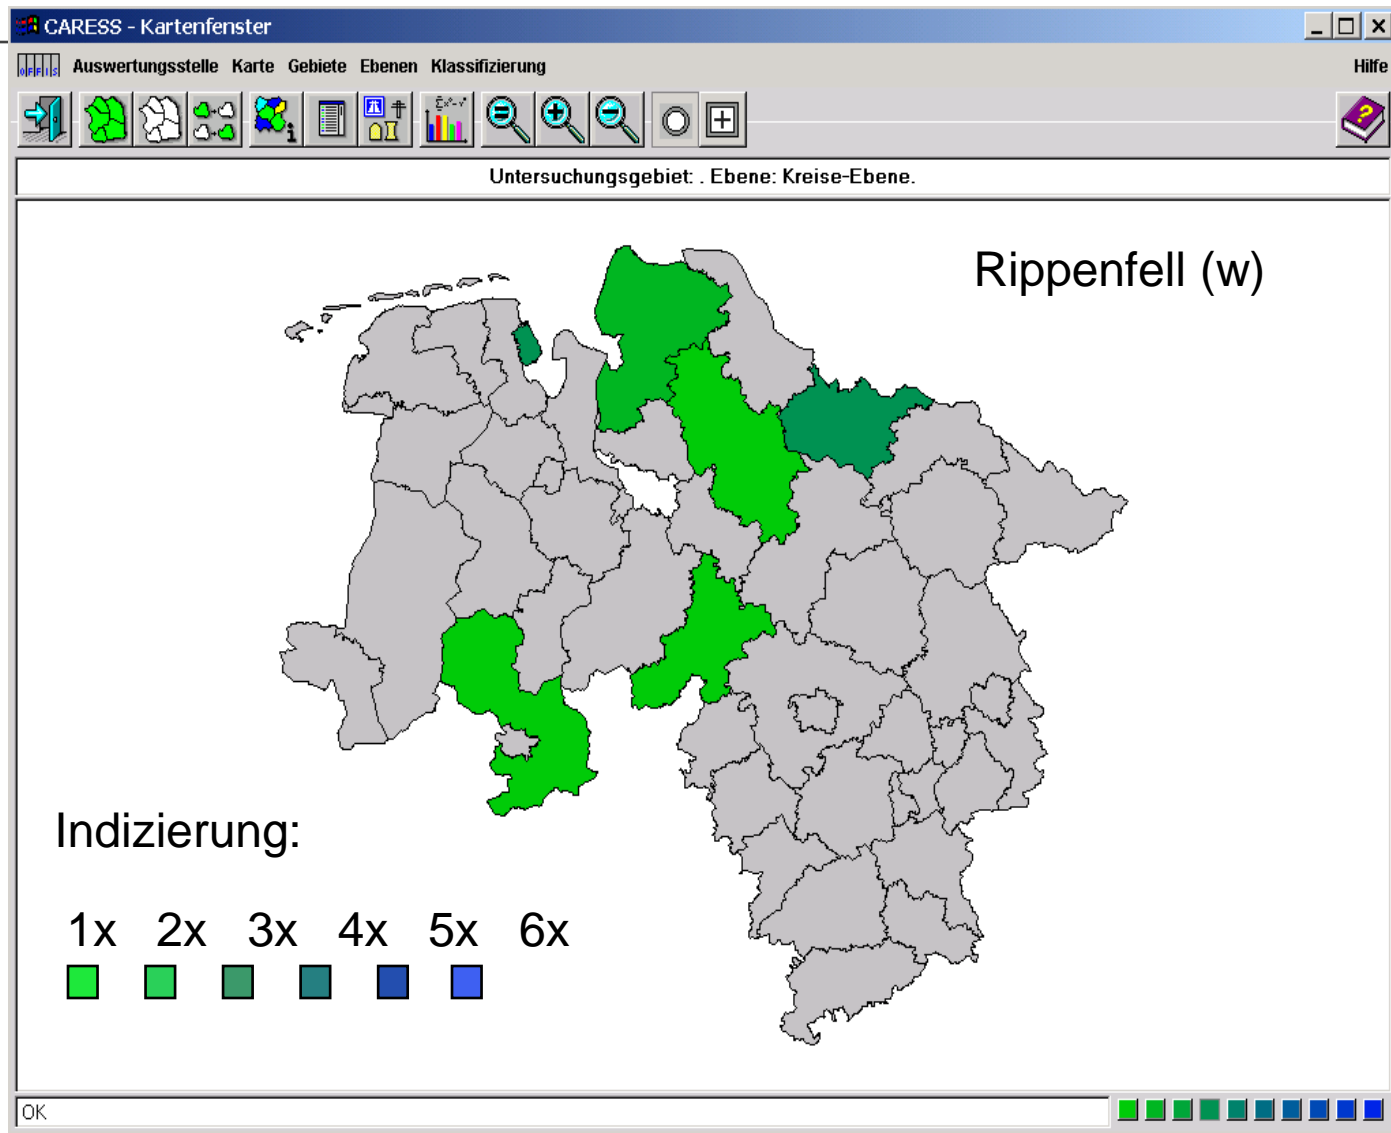 CARESS - Kartenfenster
OFFIS Auswertungsstelle Karte Gebiete Ebenen Klassifizierung Hilfe
Untersuchungsgebiet: . Ebene: Kreise-Ebene.
Rippenfell (w)
Indizierung:
1x 2x 3x 4x 5x 6x
OK